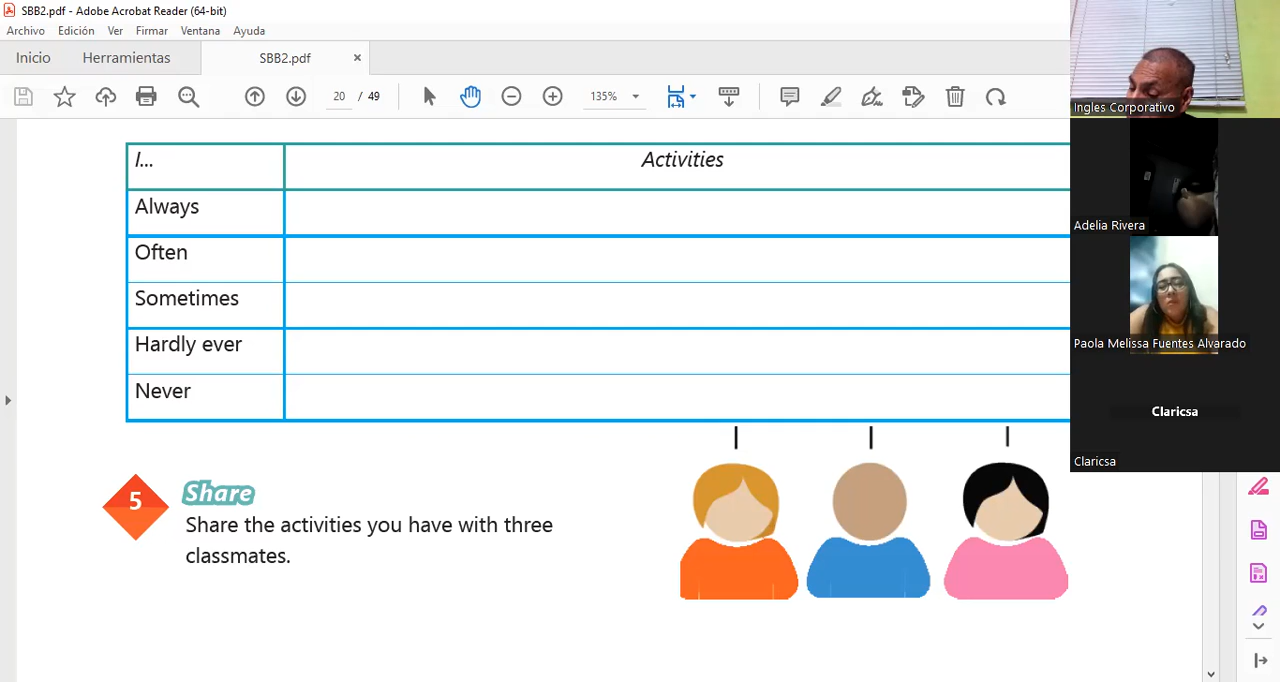 SBB2.pdf - Adobe Acrobat Reader (64-bit)
Archivo Edición Ver Firmar Ventana Ayuda
Inicio Herramientas SBB2.pdf ×
20 / 49 135%
I... Activities
Always
Often
Sometimes
Hardly ever
Never
5 Share
Share the activities you have with three
classmates.
Ingles Corporativo
Adelia Rivera
Paola Melissa Fuentes Alvarado
Claricsa
Claricsa